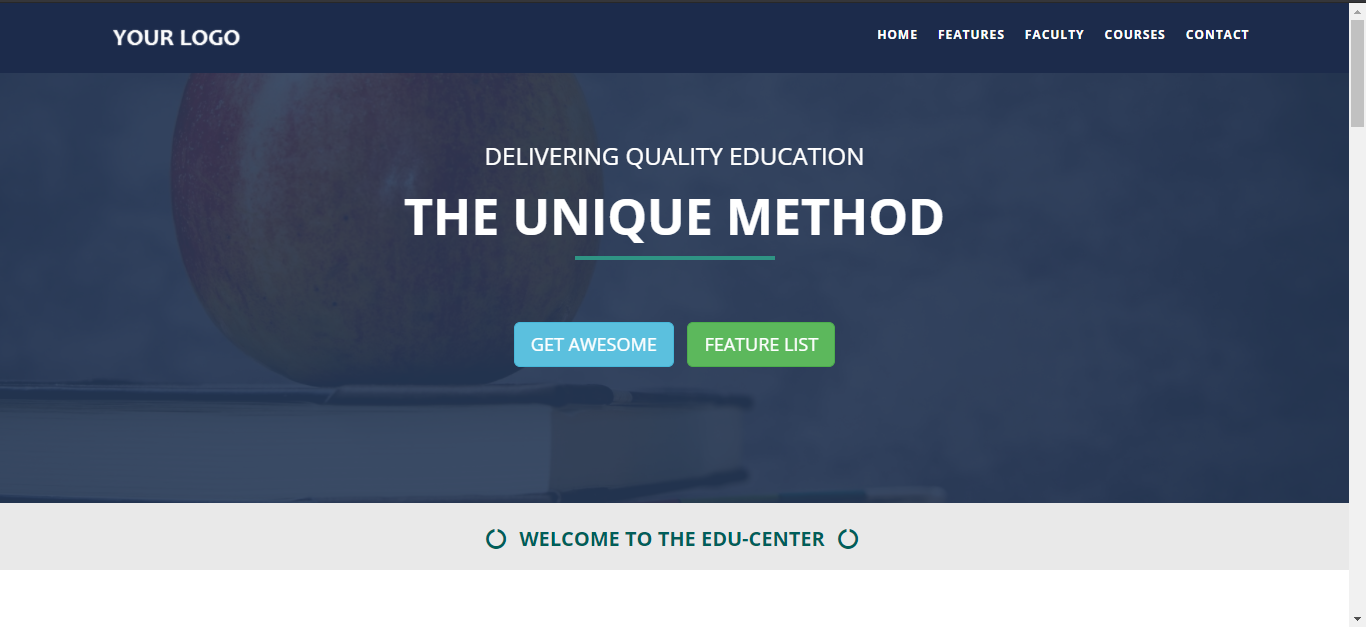 YOUR LOGO
HOME FEATURES FACULTY COURSES CONTACT
DELIVERING QUALITY EDUCATION
THE UNIQUE METHOD
GET AWESOME FEATURE LIST
WELCOME TO THE EDU-CENTER